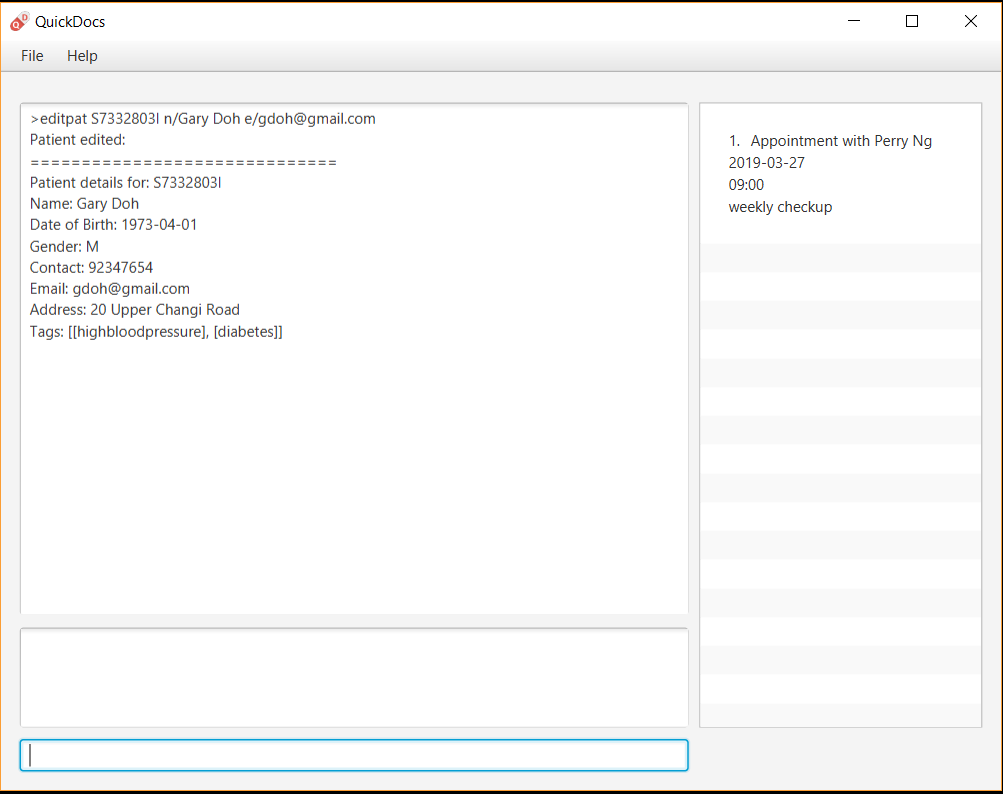 QuickDocs
File Help
>editpat S7332803I n/Gary Doh e/gdoh@gmail.com
Patient edited:
==============================
Patient details for: S7332803I
Name: Gary Doh
Date of Birth: 1973-04-01
Gender: M
Contact: 92347654
Email: gdoh@gmail.com
Address: 20 Upper Changi Road
Tags: [[highbloodpressure], [diabetes]]
1. Appointment with Perry Ng
2019-03-27
09:00
weekly checkup